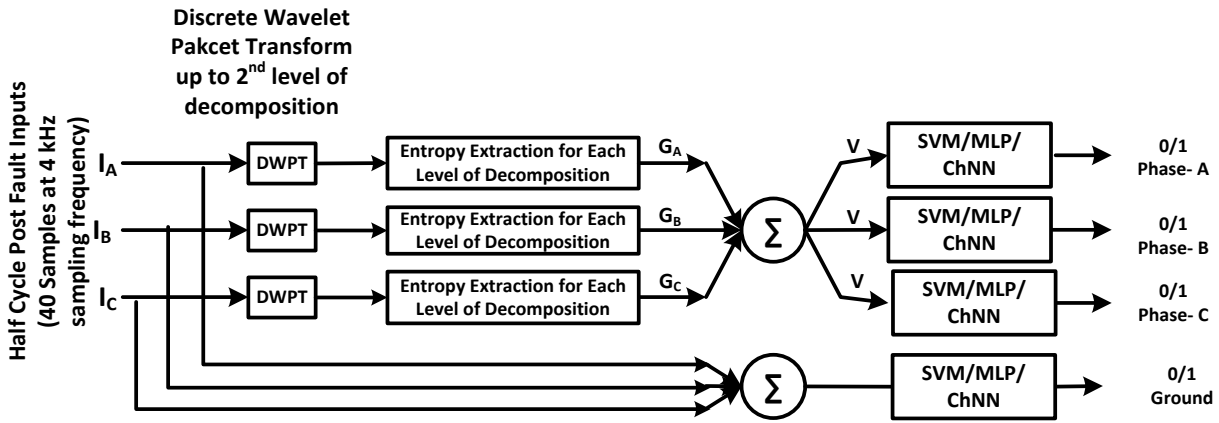 Discrete Wavelet
Pakcet Transform
up to 2nd level of
decomposition
Half Cycle Post Fault Inputs
(40 Samples at 4 kHz
sampling frequency)
IA
DWPT
Entropy Extraction for Each
Level of Decomposition
GA
V
SVM/MLP/
ChNN
0/1
Phase- A
IB
DWPT
Entropy Extraction for Each
Level of Decomposition
GB
Σ
V
SVM/MLP/
ChNN
0/1
Phase- B
IC
DWPT
Entropy Extraction for Each
Level of Decomposition
GC
V
SVM/MLP/
ChNN
0/1
Phase- C
Σ
SVM/MLP/
ChNN
0/1
Ground